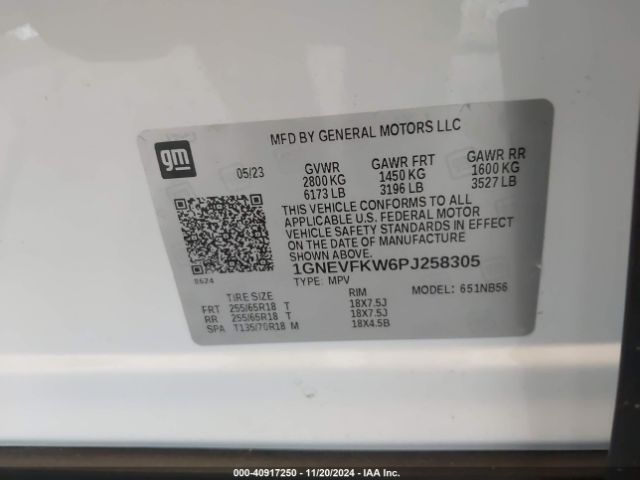 MFD BY GENERAL MOTORS LLC
gm
05/23
GVWR GAWR FRT GAWR RR
2800 KG 1450 KG 1600 KG
6173 LB 3196 LB 3527 LB
THIS VEHICLE CONFORMS TO ALL
APPLICABLE U.S. FEDERAL MOTOR
VEHICLE SAFETY STANDARDS IN
EFFECT ON THE DATE OF MANUFACTURE
SHOWN ABOVE.
1GNEVFKW6PJ258305
8624
TYPE: MPV MODEL: 651NB56
TIRE SIZE RIM
FRT 255/65R18 T 18X7.5J
RR 255/65R18 T 18X7.5J
SPA T135/70R18 M 18X4.5B
000-40917250 - 11/20/2024 - IAA Inc.